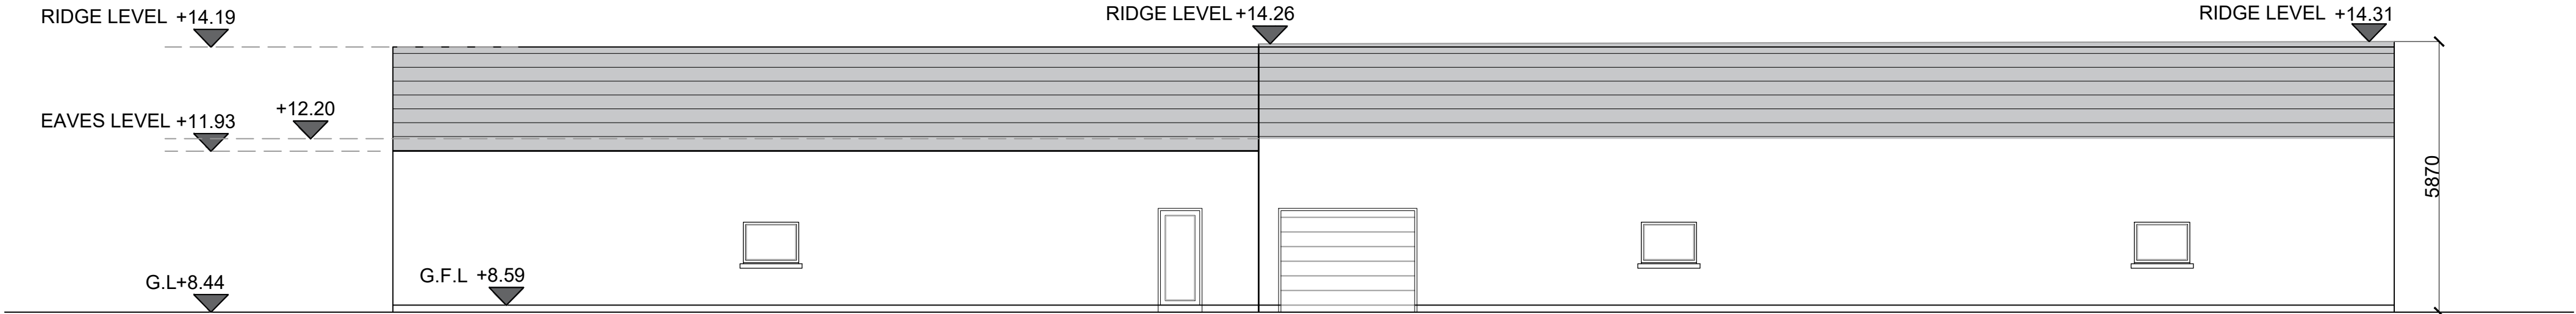 RIDGE LEVEL +14.19
RIDGE LEVEL +14.26
RIDGE LEVEL +14.31
+12.20
EAVES LEVEL +11.93
5870
G.F.L +8.59
G.L+8.44